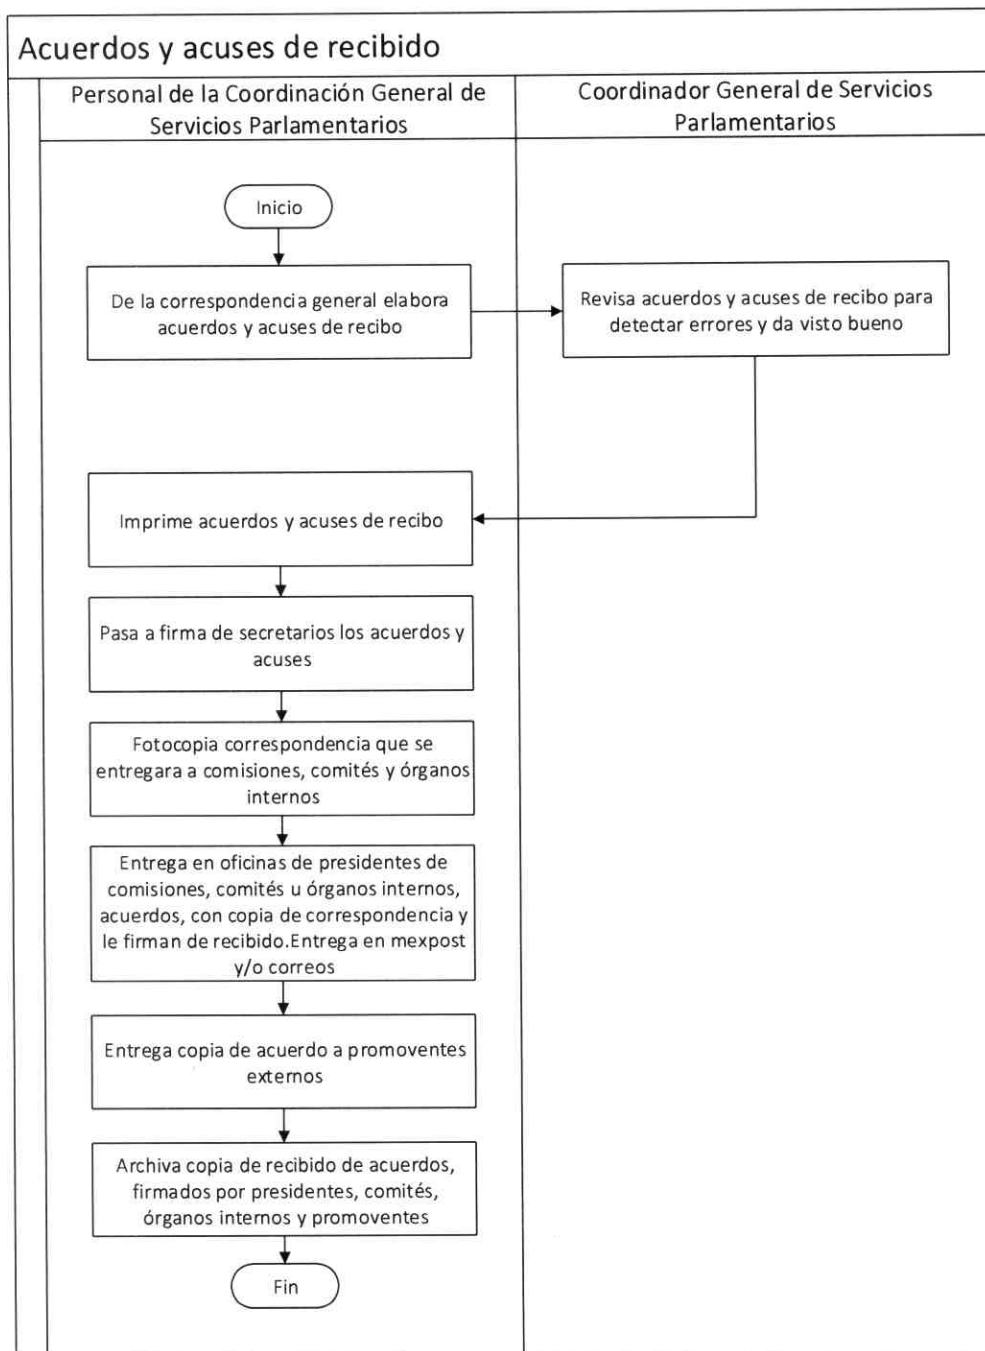 Acuerdos y acuses de recibido
Personal de la Coordinación General de
Servicios Parlamentarios
Coordinador General de Servicios
Parlamentarios
Inicio
De la correspondencia general elabora
acuerdos y acuses de recibo
Revisa acuerdos y acuses de recibo para
detectar errores y da visto bueno
Imprime acuerdos y acuses de recibo
Pasa a firma de secretarios los acuerdos y
acuses
Fotocopia correspondencia que se
entregara a comisiones, comités y órganos
internos
Entrega en oficinas de presidentes de
comisiones, comités u órganos internos,
acuerdos, con copia de correspondencia y
le firman de recibido.Entrega en mexpost
y/o correos
Entrega copia de acuerdo a promoventes
externos
Archiva copia de recibido de acuerdos,
firmados por presidentes, comités,
órganos internos y promoventes
Fin